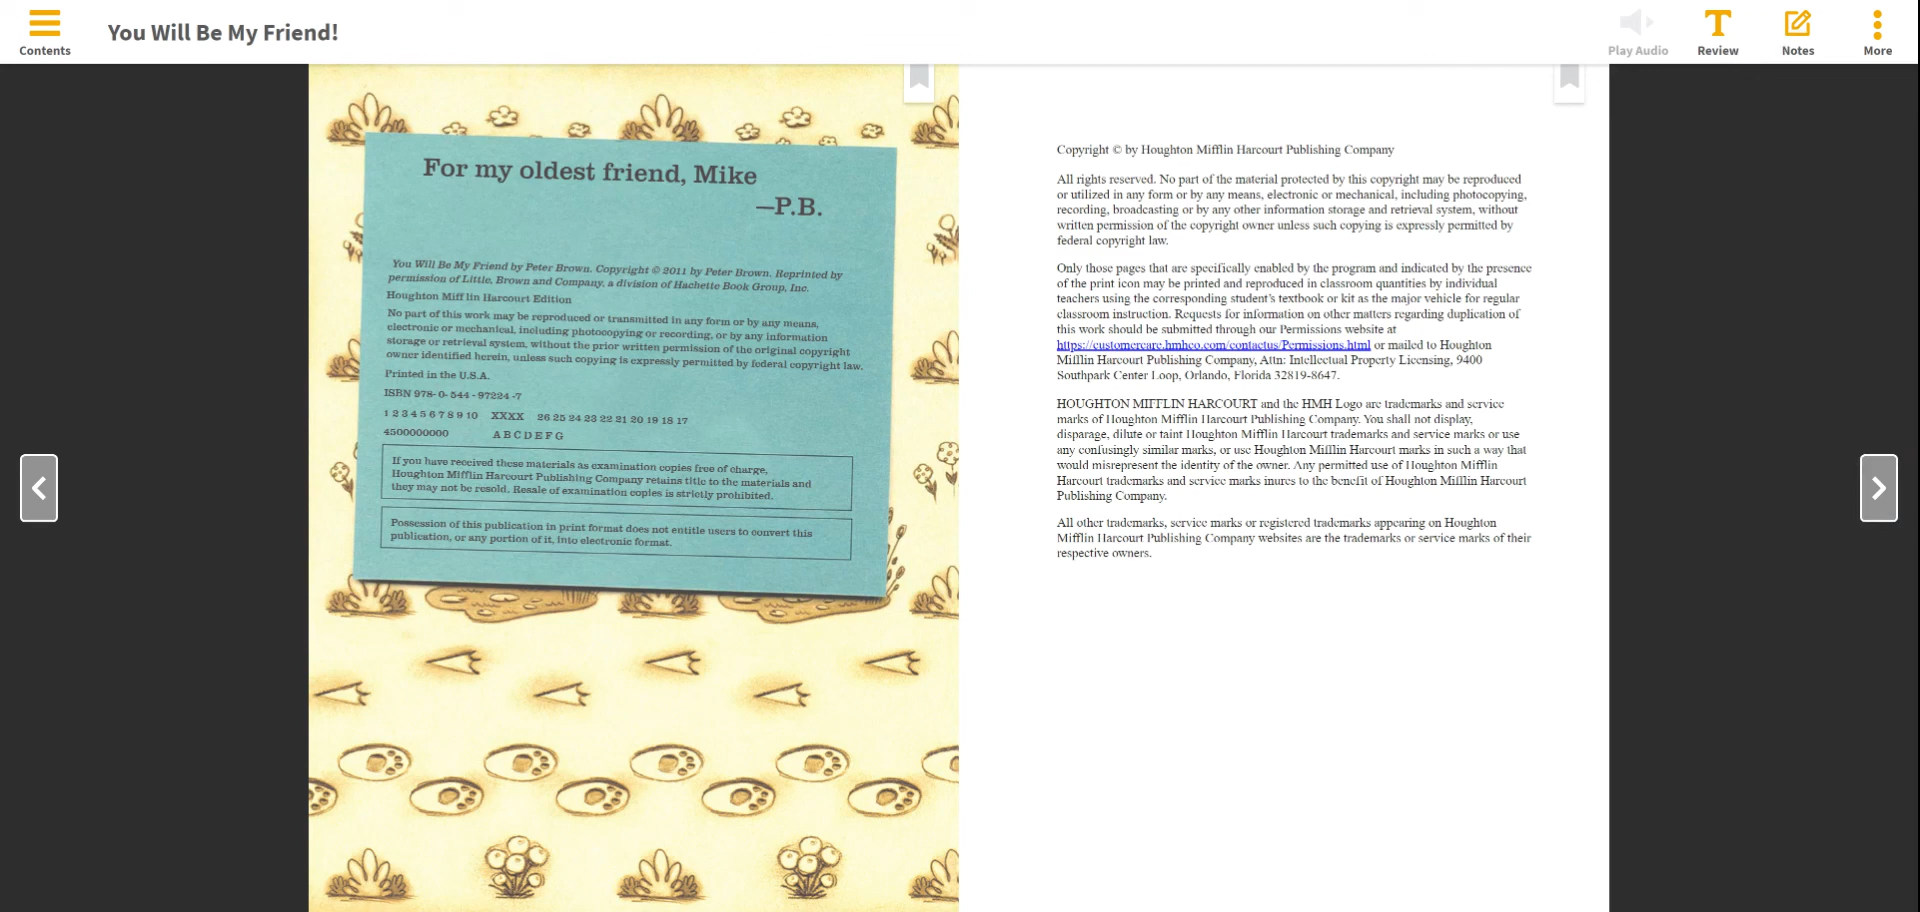 Contents
You Will Be My Friend!
Play Audio
Review
Notes
More
For my oldest friend, Mike
—P.B.
You Will Be My Friend by Peter Brown. Copyright © 2011 by Peter Brown. Reprinted by
permission of Little, Brown and Company, a division of Hachette Book Group, Inc.
Houghton Miff lin Harcourt Edition
No part of this work may be reproduced or transmitted in any form or by any means,
electronic or mechanical, including photocopying or recording, or by any information
storage or retrieval system, without the prior written permission of the original copyright
owner identified herein, unless such copying is expressly permitted by federal copyright law.
Printed in the U.S.A.
ISBN 978- 0- 544 - 97224 -7
1 2 3 4 5 6 7 8 9 10 XXXX 26 25 24 23 22 21 20 19 18 17
4500000000 A B C D E F G
If you have received these materials as examination copies free of charge,
Houghton Mifflin Harcourt Publishing Company retains title to the materials and
they may not be resold. Resale of examination copies is strictly prohibited.
Possession of this publication in print format does not entitle users to convert this
publication, or any portion of it, into electronic format.
Copyright © by Houghton Mifflin Harcourt Publishing Company
All rights reserved. No part of the material protected by this copyright may be reproduced
or utilized in any form or by any means, electronic or mechanical, including photocopying,
recording, broadcasting or by any other information storage and retrieval system, without
written permission of the copyright owner unless such copying is expressly permitted by
federal copyright law.
Only those pages that are specifically enabled by the program and indicated by the presence
of the print icon may be printed and reproduced in classroom quantities by individual
teachers using the corresponding student's textbook or kit as the major vehicle for regular
classroom instruction. Requests for information on other matters regarding duplication of
this work should be submitted through our Permissions website at
https://customercare.hmhco.com/contactus/Permissions.html or mailed to Houghton
Mifflin Harcourt Publishing Company, Attn: Intellectual Property Licensing, 9400
Southpark Center Loop, Orlando, Florida 32819-8647.
HOUGHTON MIFFLIN HARCOURT and the HMH Logo are trademarks and service
marks of Houghton Mifflin Harcourt Publishing Company. You shall not display,
disparage, dilute or taint Houghton Mifflin Harcourt trademarks and service marks or use
any confusingly similar marks, or use Houghton Mifflin Harcourt marks in such a way that
would misrepresent the identity of the owner. Any permitted use of Houghton Mifflin
Harcourt trademarks and service marks inures to the benefit of Houghton Mifflin Harcourt
Publishing Company.
All other trademarks, service marks or registered trademarks appearing on Houghton
Mifflin Harcourt Publishing Company websites are the trademarks or service marks of their
respective owners.